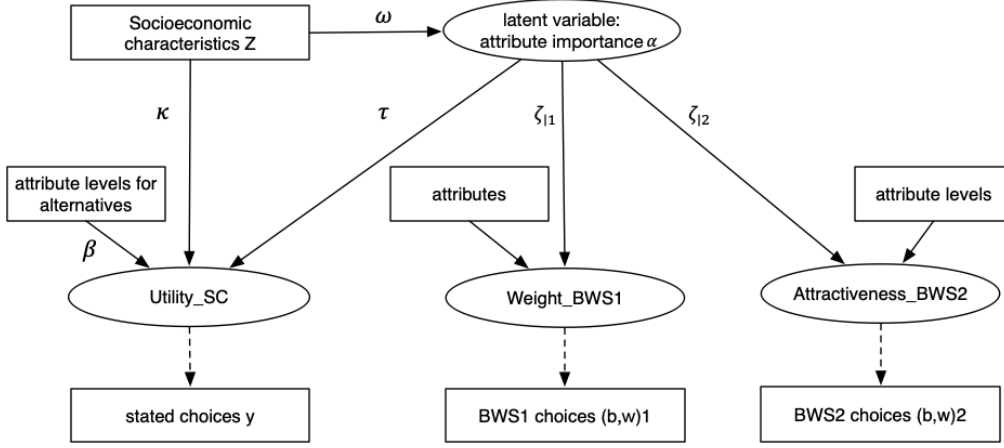 Socioeconomic
characteristics Z
ω
latent variable:
attribute importance α
κ
τ
ζ|1
ζ|2
attribute levels for
alternatives
attributes
attribute levels
β
Utility_SC
Weight_BWS1
Attractiveness_BWS2
stated choices y
BWS1 choices (b,w)1
BWS2 choices (b,w)2